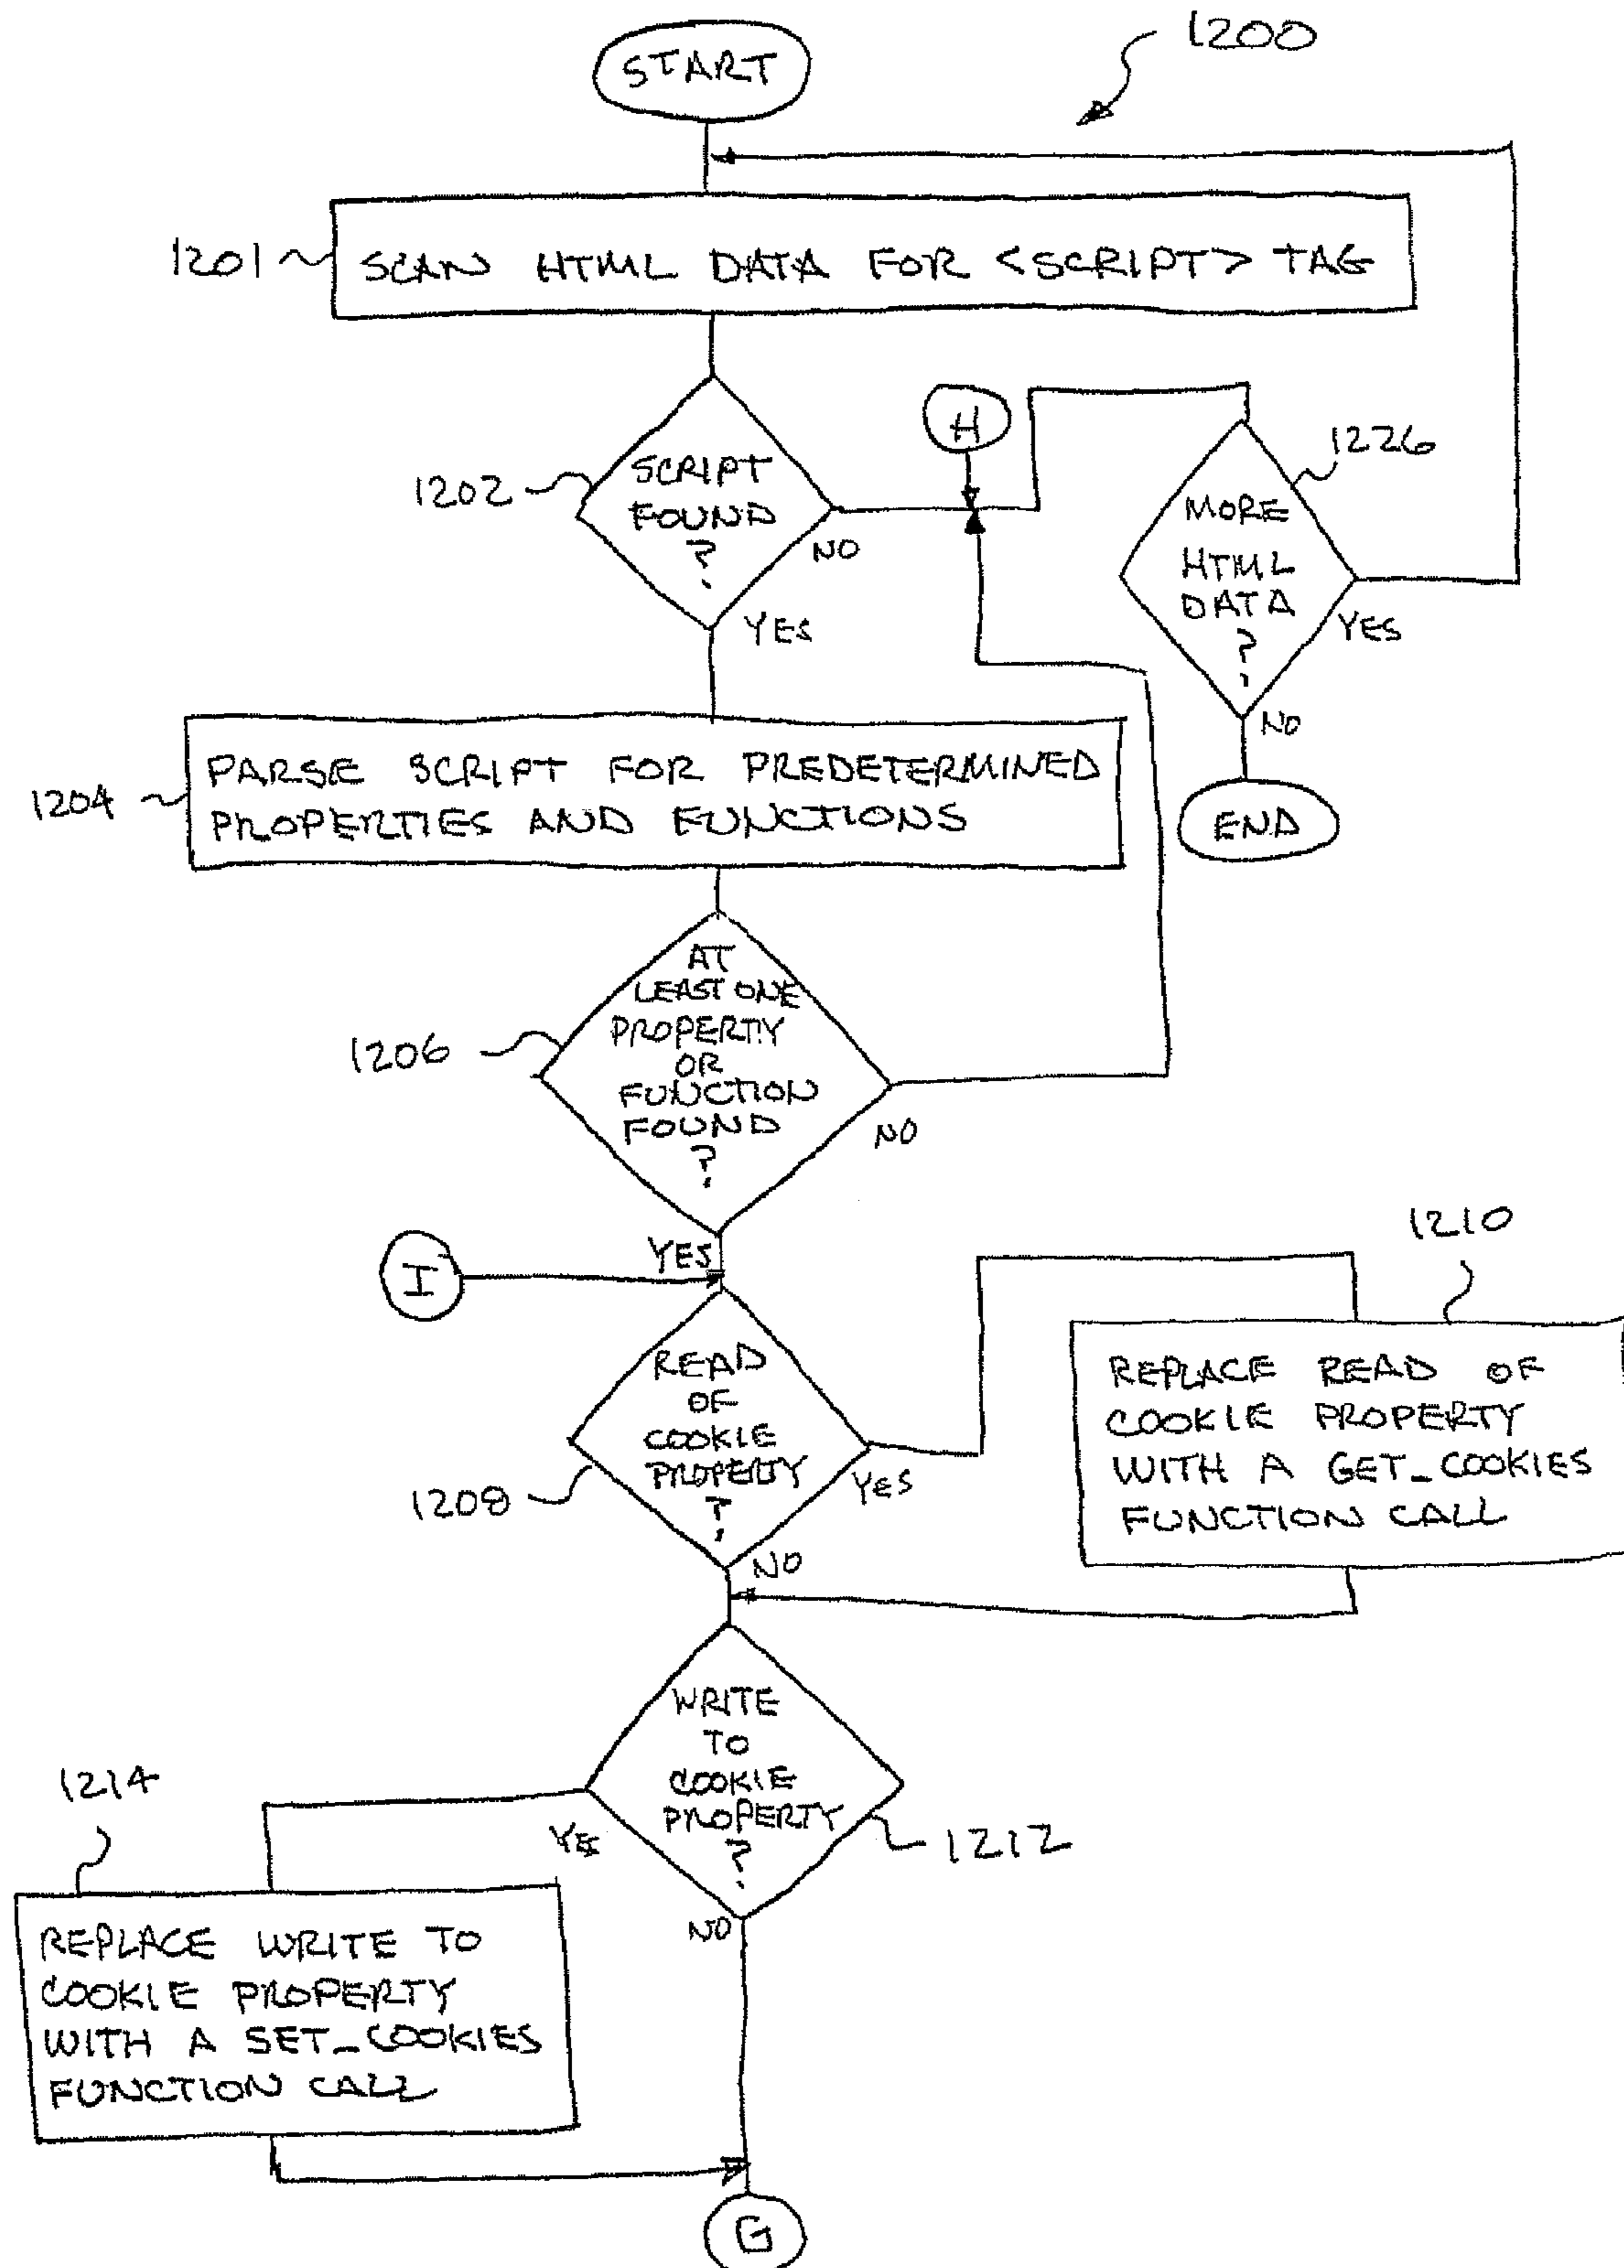 START
1200
1201
SCAN HTML DATA FOR <SCRIPT> TAG
H
1202
SCRIPT
FOUND
?
NO
YES
1226
MORE
HTML
DATA
?
YES
NO
END
1204
PARSE SCRIPT FOR PREDETERMINED
PROPERTIES AND FUNCTIONS
1206
AT
LEAST ONE
PROPERTY
OR
FUNCTION
FOUND
?
NO
YES
I
1208
READ
OF
COOKIE
PROPERTY
?
YES
NO
1210
REPLACE READ OF
COOKIE PROPERTY
WITH A GET_COOKIES
FUNCTION CALL
WRITE
TO
COOKIE
PROPERTY
?
1212
YES
NO
1214
REPLACE WRITE TO
COOKIE PROPERTY
WITH A SET_COOKIES
FUNCTION CALL
G